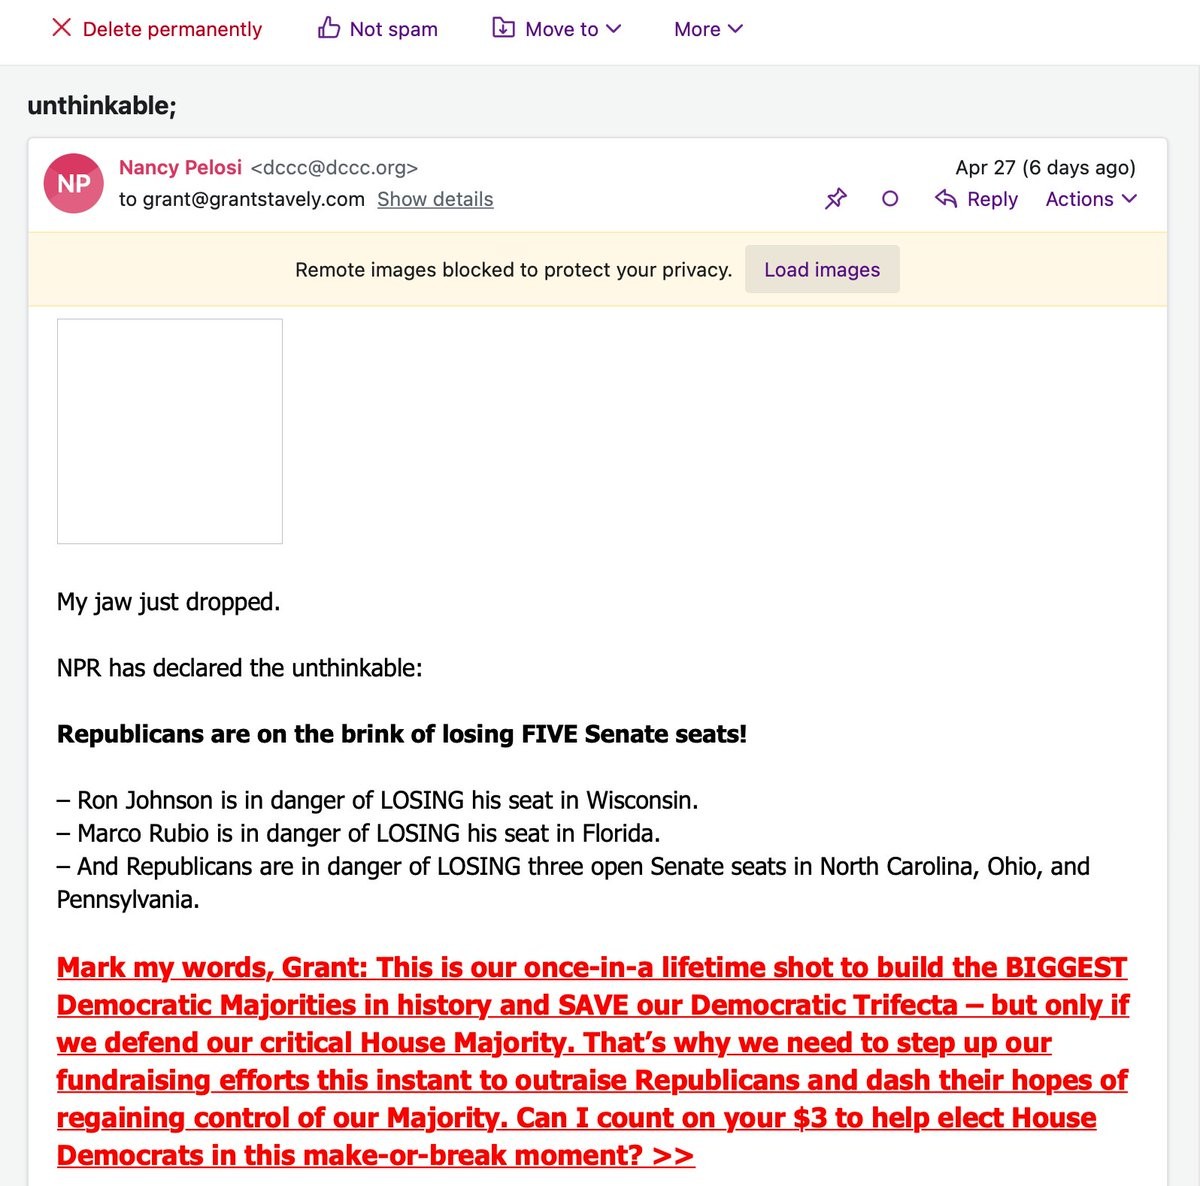 Delete permanently Not spam Move to More
unthinkable;
NP
Nancy Pelosi <dccc@dccc.org> Apr 27 (6 days ago)
to grant@grantstavely.com Show details Reply Actions
Remote images blocked to protect your privacy. Load images
My jaw just dropped.
NPR has declared the unthinkable:
Republicans are on the brink of losing FIVE Senate seats!
– Ron Johnson is in danger of LOSING his seat in Wisconsin.
– Marco Rubio is in danger of LOSING his seat in Florida.
– And Republicans are in danger of LOSING three open Senate seats in North Carolina, Ohio, and
Pennsylvania.
Mark my words, Grant: This is our once-in-a lifetime shot to build the BIGGEST
Democratic Majorities in history and SAVE our Democratic Trifecta – but only if
we defend our critical House Majority. That’s why we need to step up our
fundraising efforts this instant to outraise Republicans and dash their hopes of
regaining control of our Majority. Can I count on your $3 to help elect House
Democrats in this make-or-break moment? >>